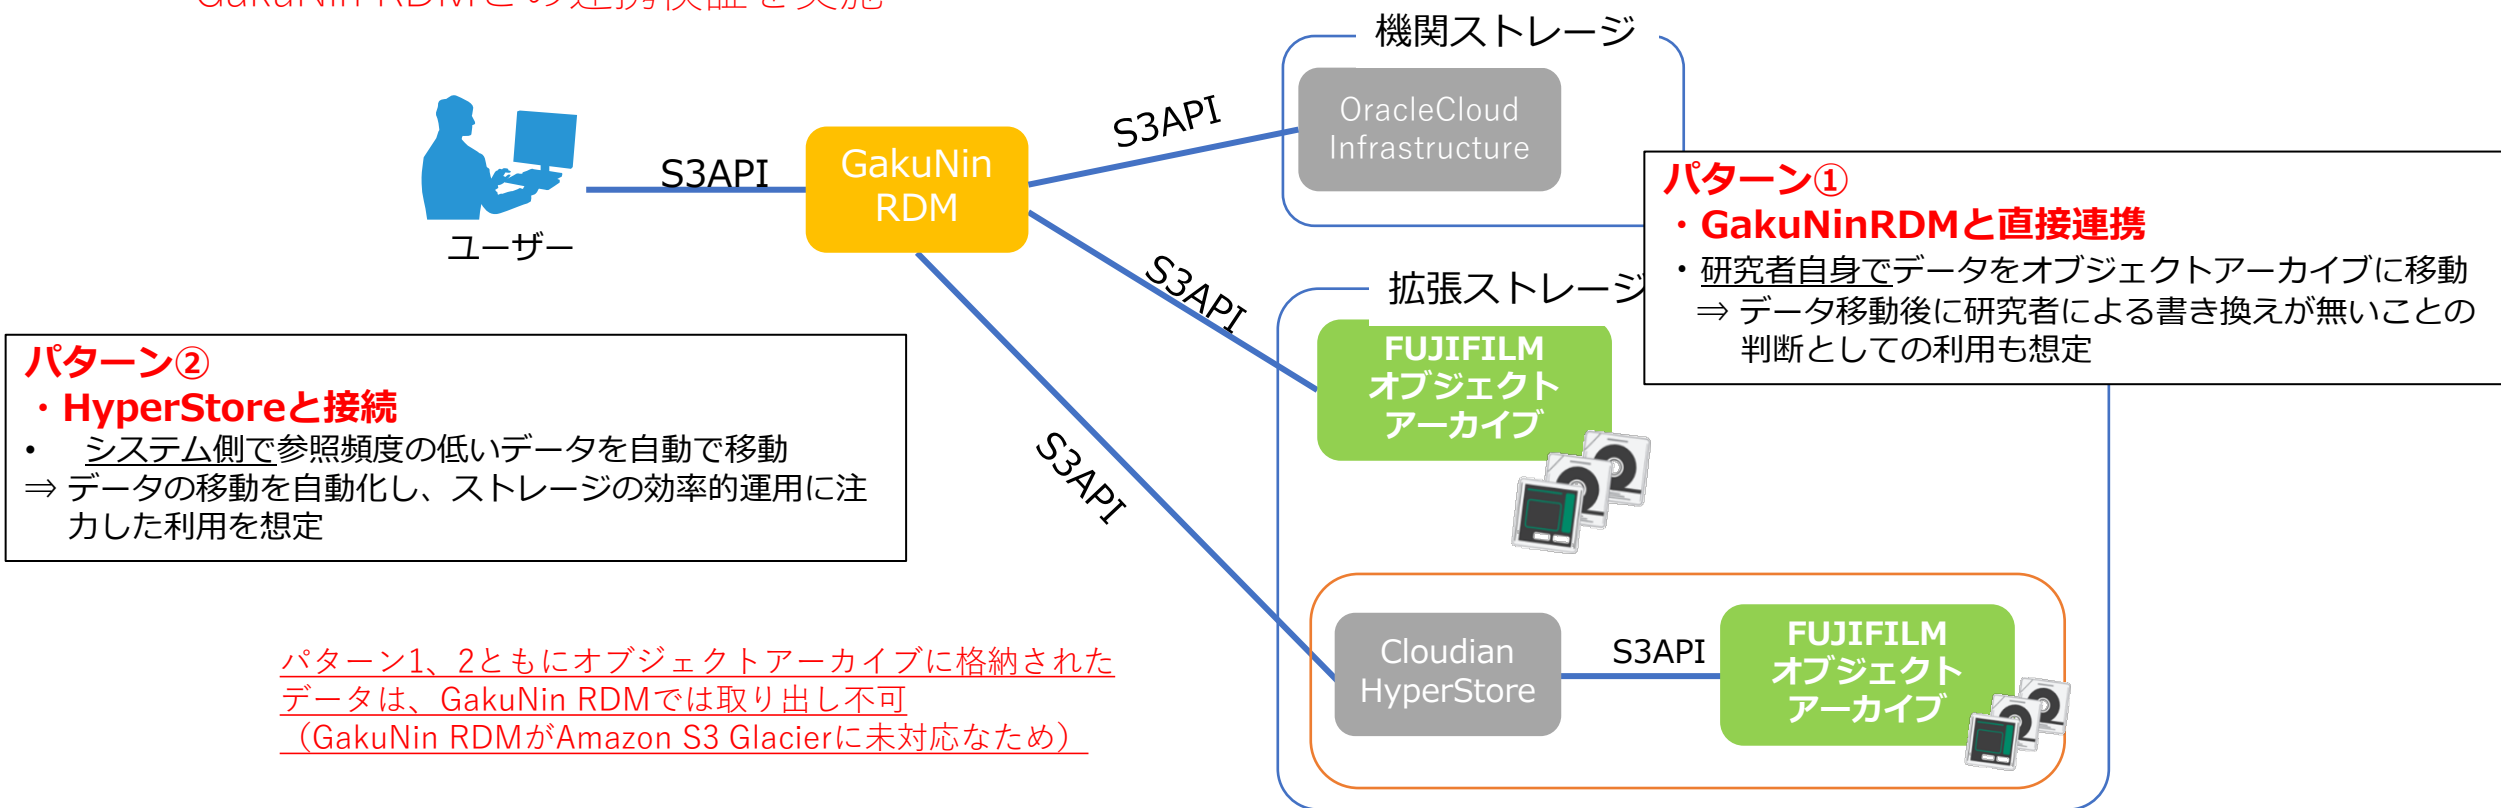 GakuNin RDMとの連携検証を実施
機関ストレージ
OracleCloud
Infrastructure
S3API
S3API
GakuNin
RDM
ユーザー
パターン①
・GakuNinRDMと直接連携
・研究者自身でデータをオブジェクトアーカイブに移動
⇒ データ移動後に研究者による書き換えが無いことの
判断としての利用も想定
S3API
拡張ストレージ
FUJIFILM
オブジェクト
アーカイブ
パターン②
・HyperStoreと接続
• システム側で参照頻度の低いデータを自動で移動
⇒ データの移動を自動化し、ストレージの効率的運用に注
力した利用を想定
S3API
Cloudian
HyperStore
S3API
FUJIFILM
オブジェクト
アーカイブ
パターン1、2ともにオブジェクトアーカイブに格納された
データは、GakuNin RDMでは取り出し不可
（GakuNin RDMがAmazon S3 Glacierに未対応なため）